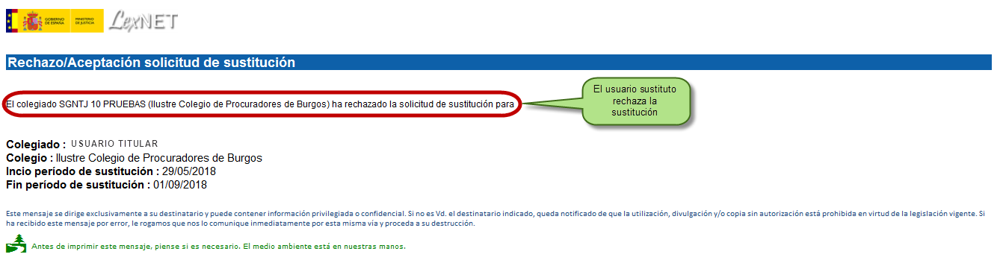 GOBIERNO DE ESPAÑA
MINISTERIO DE JUSTICIA
LexNET
Rechazo/Aceptación solicitud de sustitución
El colegiado SGNTJ 10 PRUEBAS (Ilustre Colegio de Procuradores de Burgos) ha rechazado la solicitud de sustitución para
El usuario sustituto
rechaza la
sustitución
Colegiado : USUARIO TITULAR
Colegio : Ilustre Colegio de Procuradores de Burgos
Incio período de sustitución : 29/05/2018
Fin período de sustitución : 01/09/2018
Este mensaje se dirige exclusivamente a su destinatario y puede contener información privilegiada o confidencial. Si no es Vd. el destinatario indicado, queda notificado de que la utilización, divulgación y/o copia sin autorización está prohibida en virtud de la legislación vigente. Si
ha recibido este mensaje por error, le rogamos que nos lo comunique inmediatamente por esta misma vía y proceda a su destrucción.
Antes de imprimir este mensaje, piense si es necesario. El medio ambiente está en nuestras manos.